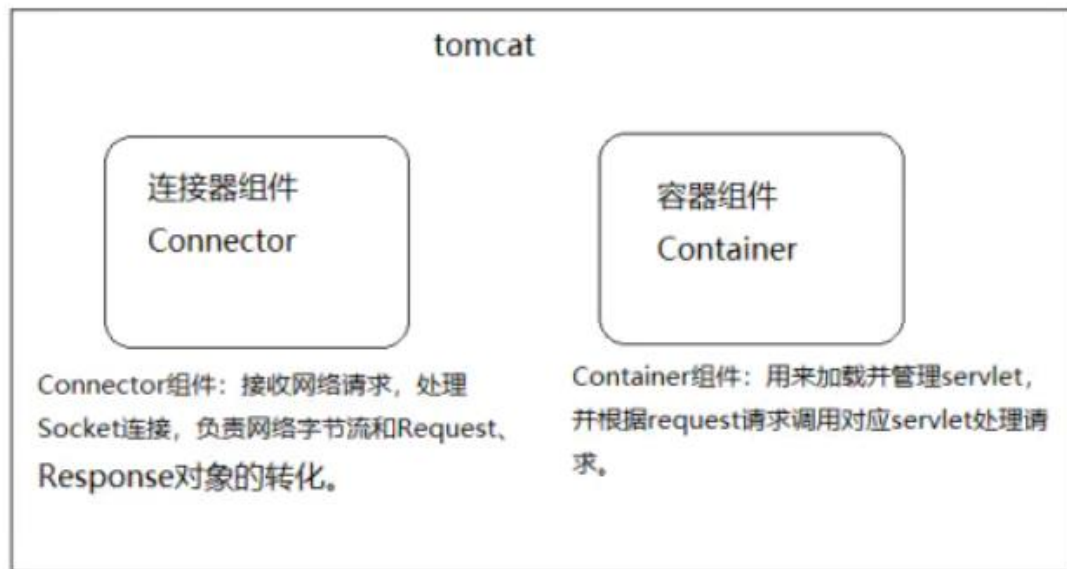 tomcat
连接器组件
Connector
容器组件
Container
Connector组件：接收网络请求，处理
Socket连接，负责网络字节流和Request、
Response对象的转化。
Container组件：用来加载并管理servlet，
并根据request请求调用对应servlet处理请
求。